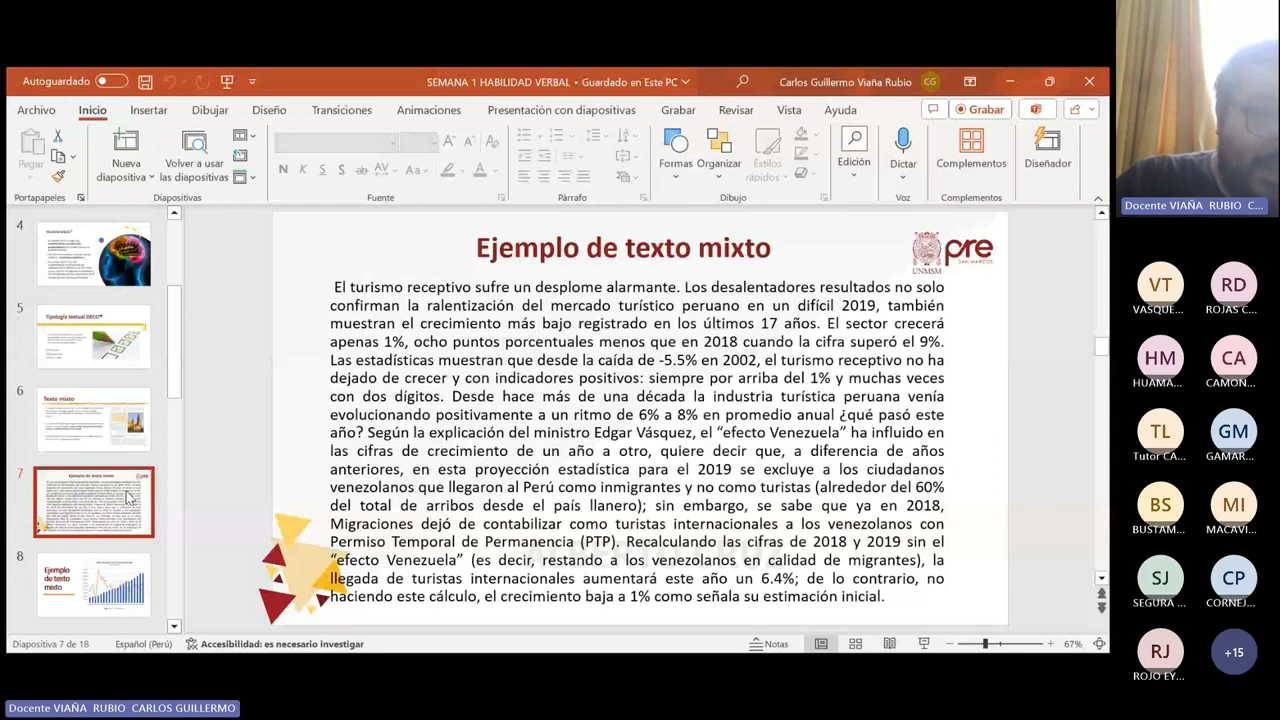 Autoguardado
SEMANA 1 HABILIDAD VERBAL • Guardado en Este PC
Carlos Guillermo Viaña Rubio
CG
Archivo Inicio Insertar Dibujar Diseño Transiciones Animaciones Presentación con diapositivas Grabar Revisar Vista Ayuda
Grabar
Pegar
Nueva diapositiva
Volver a usar las diapositivas
Formas
Organizar
Estilos rápidos
Edición
Dictar
Complementos
Diseñador
Portapapeles
Diapositivas
Fuente
Párrafo
Dibujo
Voz
Complementos
4
5
Tipología textual DECO
6
Texto mixto
7
Ejemplo de texto mixto
8
Ejemplo de texto mixto
Ejemplo de texto mixto
UNMSM
pre
SAN MARCOS
El turismo receptivo sufre un desplome alarmante. Los desalentadores resultados no solo
confirman la ralentización del mercado turístico peruano en un difícil 2019, también
muestran el crecimiento más bajo registrado en los últimos 17 años. El sector crecerá
apenas 1%, ocho puntos porcentuales menos que en 2018 cuando la cifra superó el 9%.
Las estadísticas muestran que desde la caída de -5.5% en 2002, el turismo receptivo no ha
dejado de crecer y con indicadores positivos: siempre por arriba del 1% y muchas veces
con dos dígitos. Desde hace más de una década la industria turística peruana venía
evolucionando positivamente a un ritmo de 6% a 8% en promedio anual ¿qué pasó este
año? Según la explicación del ministro Edgar Vásquez, el “efecto Venezuela” ha influido en
las cifras de crecimiento de un año a otro, quiere decir que, a diferencia de años
anteriores, en esta proyección estadística para el 2019 se excluye a los ciudadanos
venezolanos que llegaron al Perú como inmigrantes y no como turistas (alrededor del 60%
del total de arribos desde el país llanero); sin embargo, se sabe que ya en 2018,
Migraciones dejó de contabilizar como turistas internacionales a los venezolanos con
Permiso Temporal de Permanencia (PTP). Recalculando las cifras de 2018 y 2019 sin el
“efecto Venezuela” (es decir, restando a los venezolanos en calidad de migrantes), la
llegada de turistas internacionales aumentará este año un 6.4%; de lo contrario, no
haciendo este cálculo, el crecimiento baja a 1% como señala su estimación inicial.
Diapositiva 7 de 18
Español (Perú)
Accesibilidad: es necesario investigar
Notas
67%
Docente VIAÑA RUBIO C...
VT
VASQUE...
RD
ROJAS C...
HM
HUAMA...
CA
CAMON...
TL
Tutor CA...
GM
GAMAR...
BS
BUSTAM...
MI
MACAVI...
SJ
SEGURA ...
CP
CORNEJ...
RJ
ROJO EY...
+15
Docente VIAÑA RUBIO CARLOS GUILLERMO